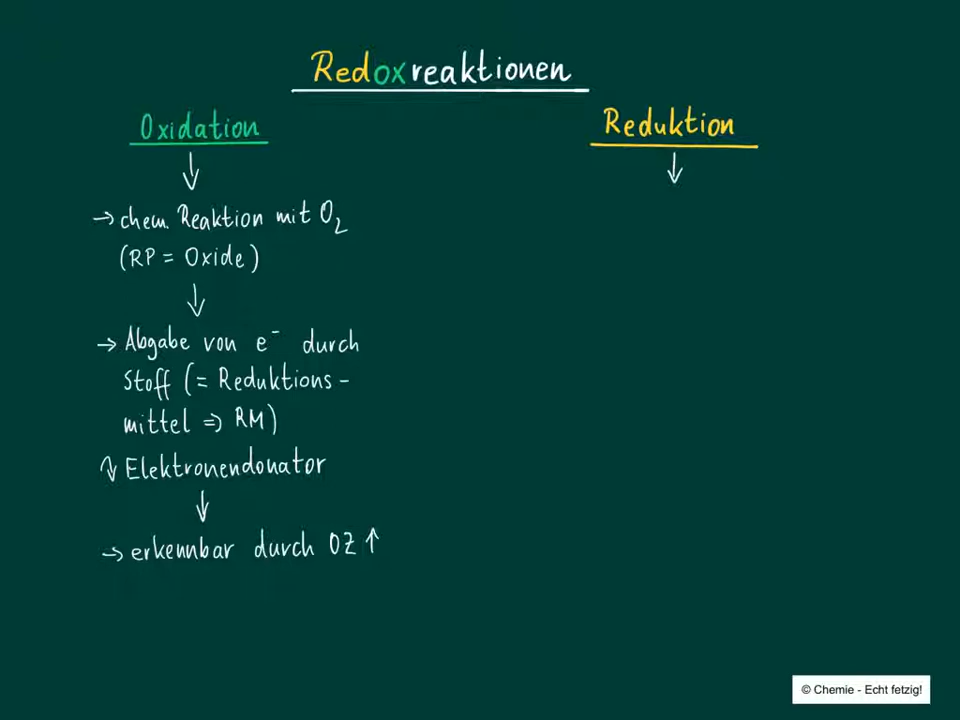 Redoxreaktionen
Oxidation
↓
→ chem. Reaktion mit O₂
(RP = Oxide)
↓
→ Abgabe von e⁻ durch
Stoff (= Reduktions-
mittel ⇒ RM)
↷ Elektronendonator
↓
→ erkennbar durch OZ ↑
Reduktion
↓
© Chemie - Echt fetzig!